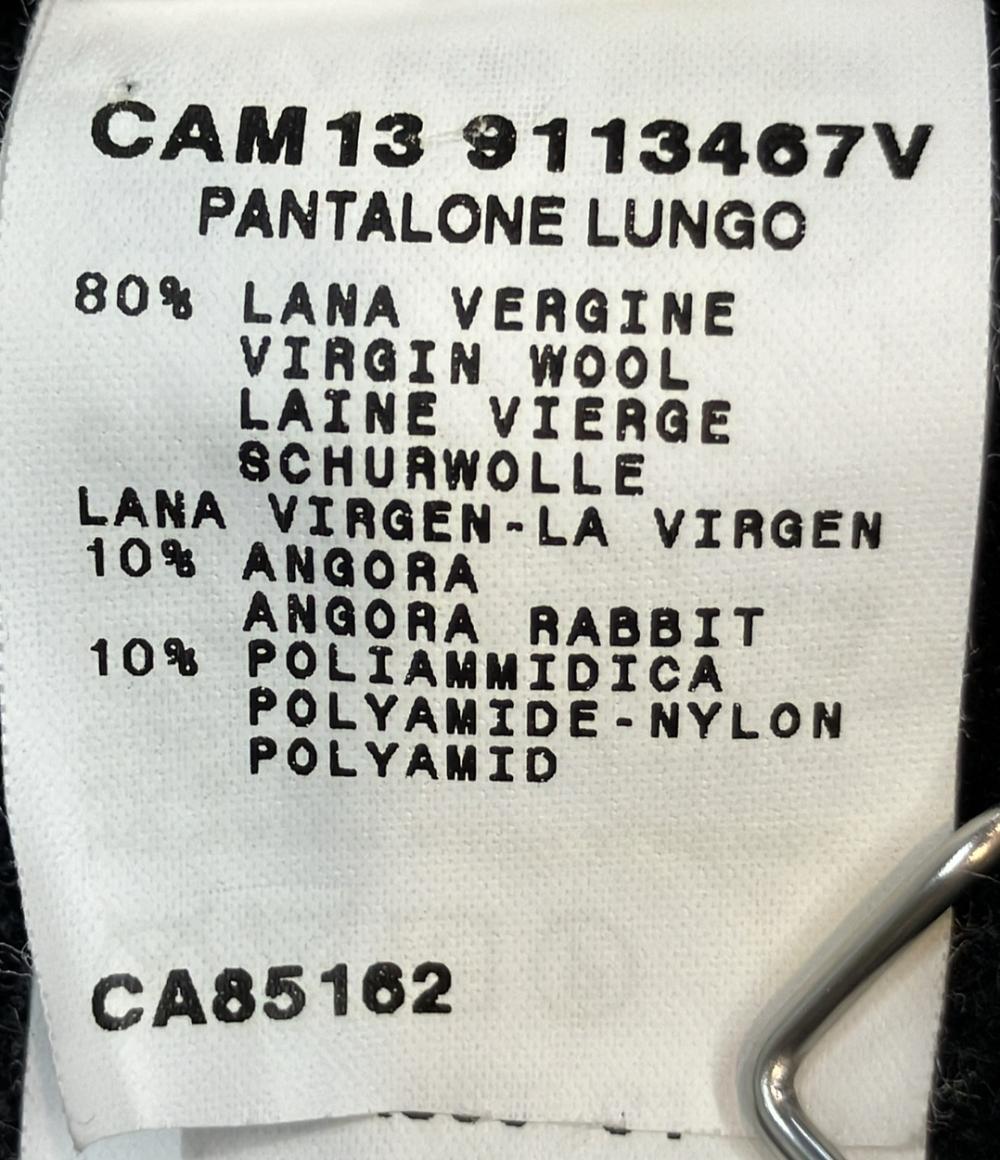 CAM13 9113467V
PANTALONE LUNGO
80% LANA VERGINE
VIRGIN WOOL
LAINE VIERGE
SCHURWOLLE
LANA VIRGEN-LA VIRGEN
10% ANGORA
ANGORA RABBIT
10% POLIAMMIDICA
POLYAMIDE-NYLON
POLYAMID
CA85162